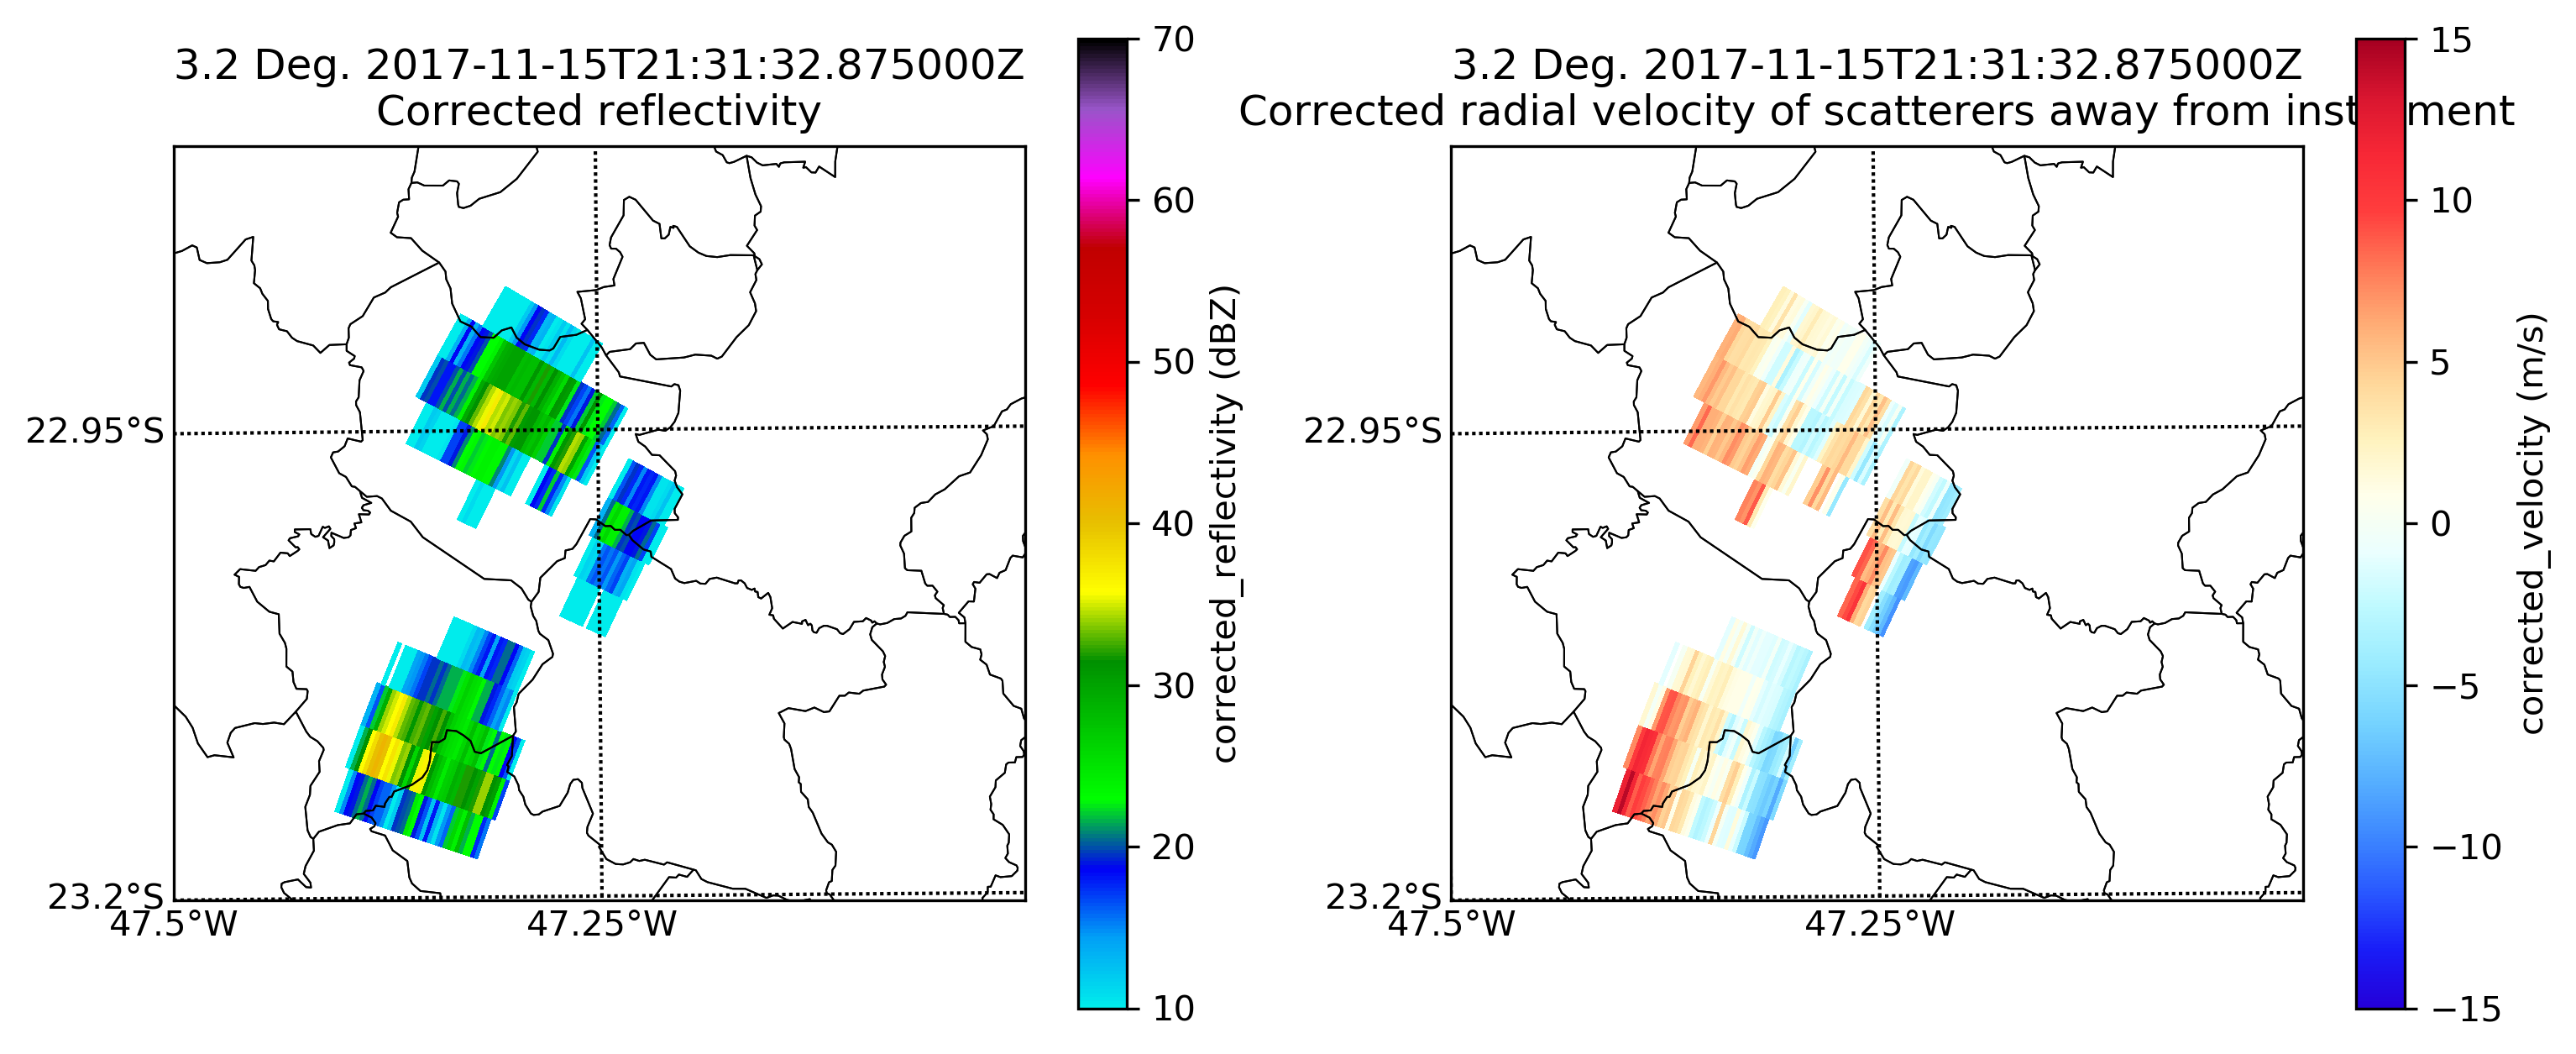 3.2 Deg. 2017-11-15T21:31:32.875000Z
Corrected reflectivity
22.95°S
23.2°S
47.5°W
47.25°W
70
60
50
40
30
20
10
corrected_reflectivity (dBZ)
3.2 Deg. 2017-11-15T21:31:32.875000Z
Corrected radial velocity of scatterers away from inst ment
22.95°S
23.2°S
47.5°W
47.25°W
15
10
5
0
−5
−10
−15
corrected_velocity (m/s)